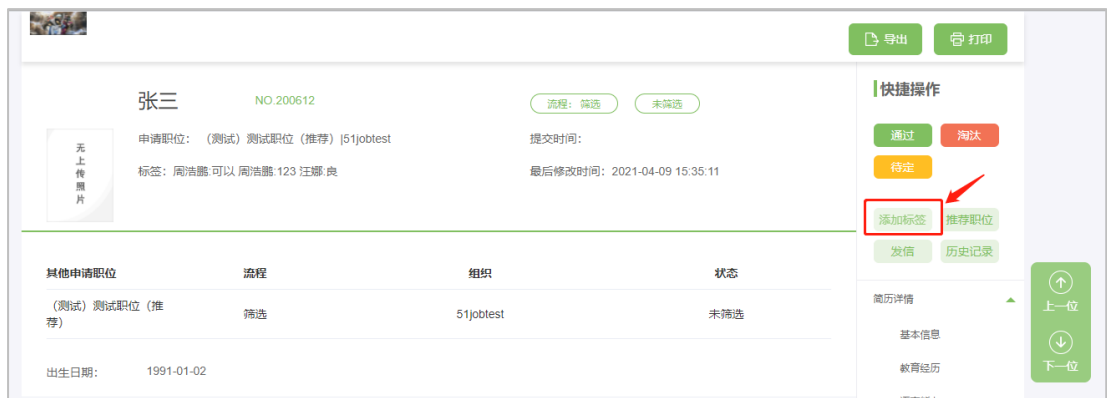 导出
打印
张三
NO.200612
流程：筛选
未筛选
无上传照片
申请职位：（测试）测试职位（推荐）|51jobtest
提交时间：
标签：周浩鹏:可以 周浩鹏:123 汪娜:良
最后修改时间：2021-04-09 15:35:11
快捷操作
通过
淘汰
待定
添加标签
推荐职位
发信
历史记录
其他申请职位 流程 组织 状态
（测试）测试职位（推
荐）
筛选 51jobtest 未筛选
出生日期： 1991-01-02
简历详情
基本信息
教育经历
上一位
下一位